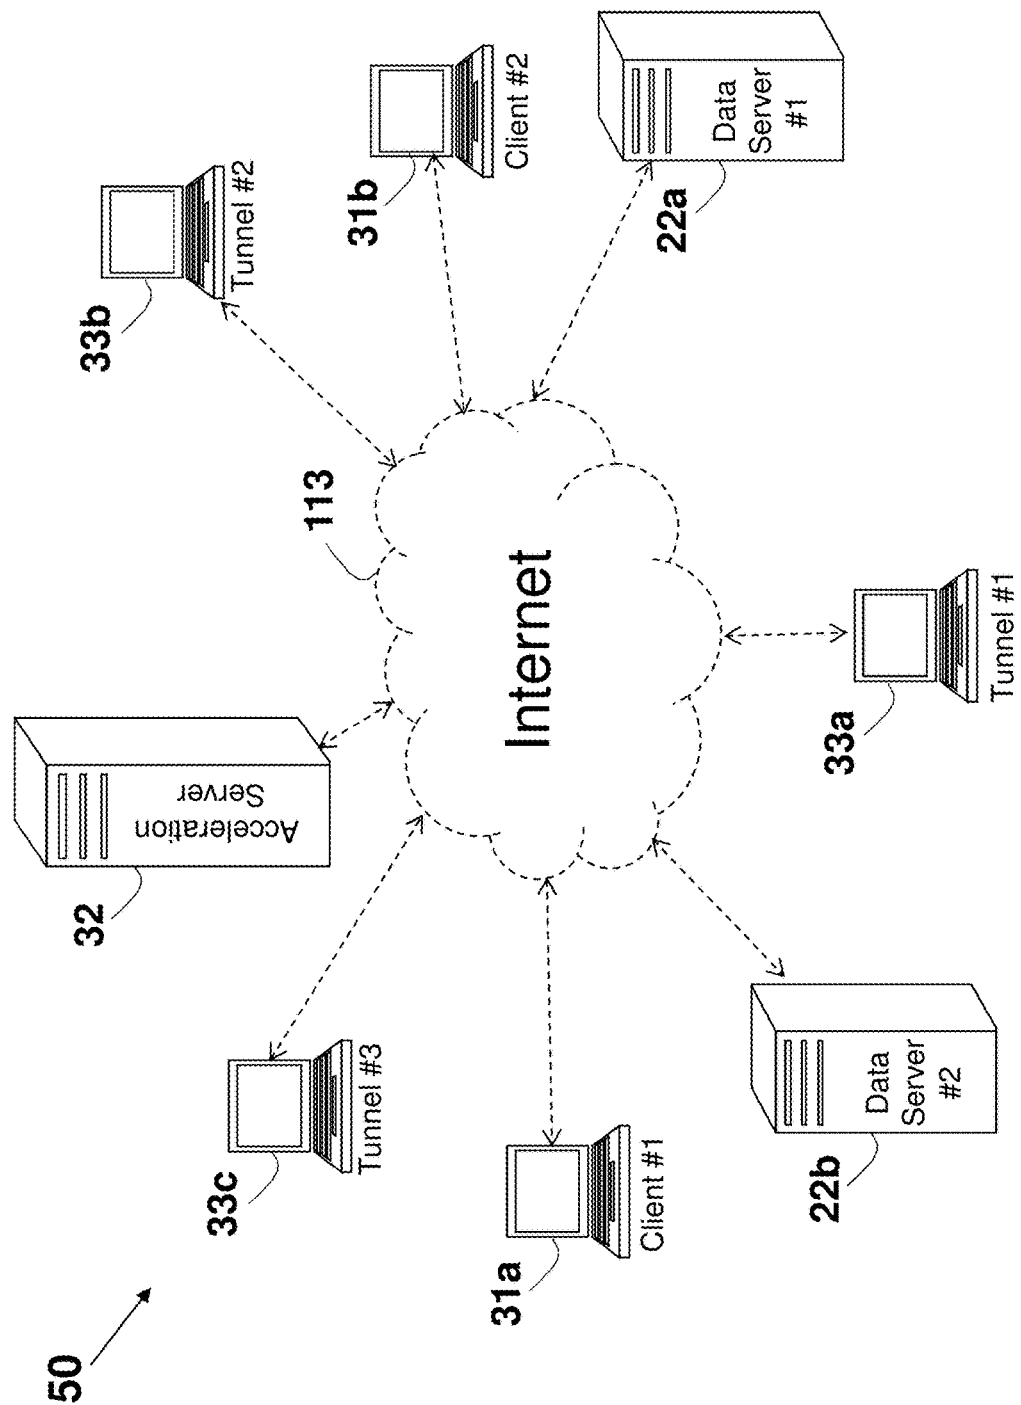 50
32
Acceleration
Server
33c
Tunnel #3
113
33b
Tunnel #2
31a
Client #1
Internet
31b
Client #2
22b
Data
Server
#2
33a
Tunnel #1
22a
Data
Server
#1